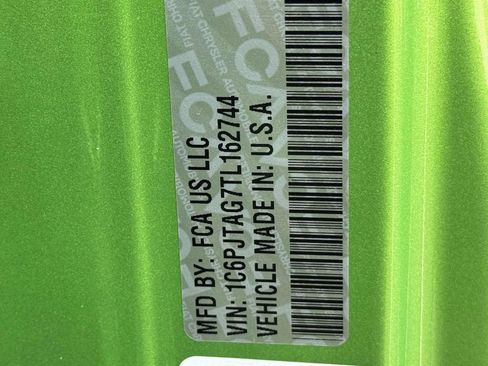 MFD BY: FCA US LLC
VIN: 1C6PJTAG7TL162744
VEHICLE MADE IN: U.S.A.